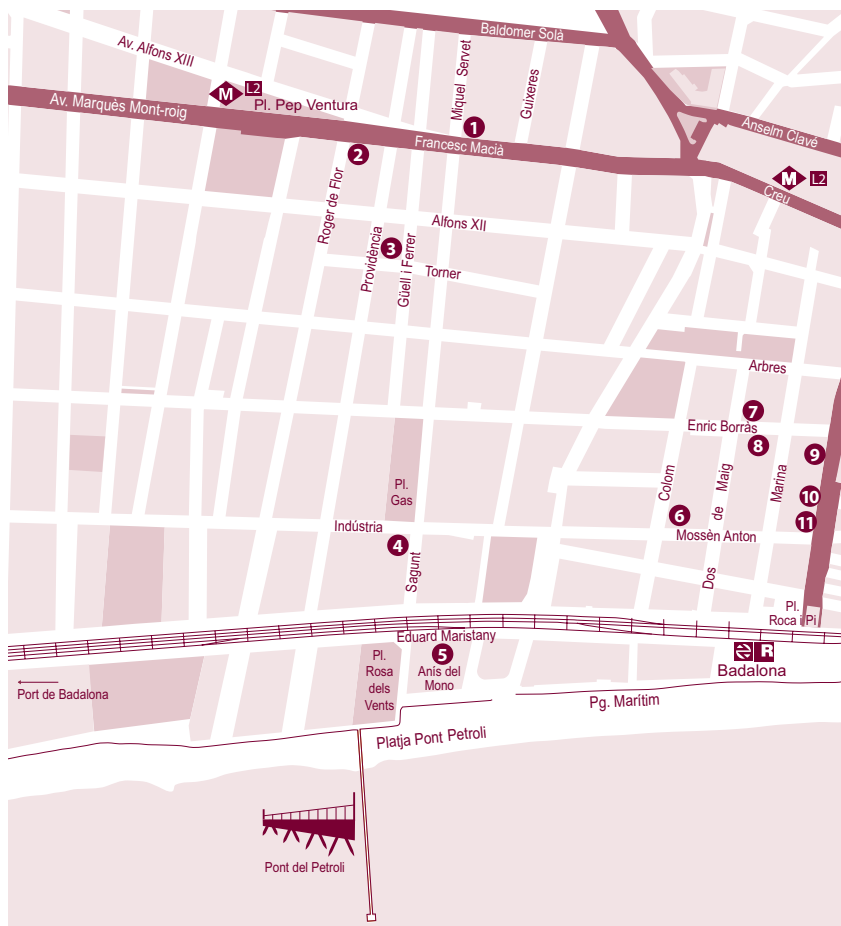 Baldomer Solà
Av. Alfons XIII
Miquel Servet
Guixeres
M L2
Pl. Pep Ventura
Av. Marquès Mont-roig
1
Anselm Clavé
Francesc Macià
2
M L2
Creu
Roger de Flor
Alfons XII
Providència
3
Güell i Ferrer
Torner
Arbres
7
Enric Borràs
8
9
Pl.
Gas
Colom
Dos de Maig
Marina
10
6
11
Indústria
Mossèn Anton
4
Sagunt
Pl.
Roca i Pi
Eduard Maristany
5
R
Badalona
Pl.
Rosa
dels
Vents
Anís del
Mono
Port de Badalona
Pg. Marítim
Platja Pont Petroli
Pont del Petroli